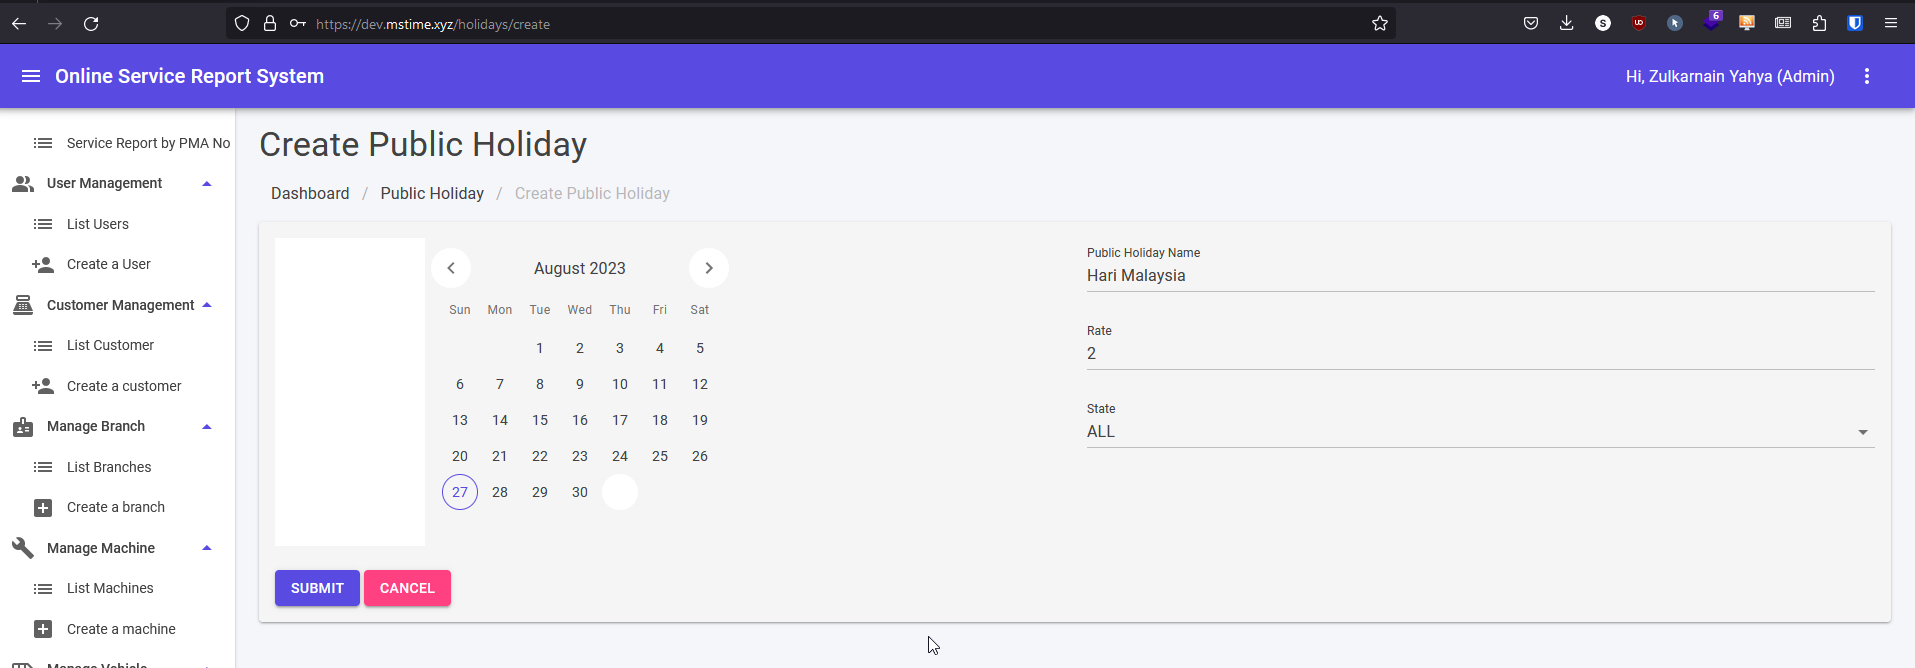 https://dev.mstime.xyz/holidays/create
S
UD
6
Online Service Report System
Hi, Zulkarnain Yahya (Admin)
Service Report by PMA No
User Management
List Users
Create a User
Customer Management
List Customer
Create a customer
Manage Branch
List Branches
Create a branch
Manage Machine
List Machines
Create a machine
Manage Vehicle
Create Public Holiday
Dashboard / Public Holiday / Create Public Holiday
August 2023
Sun Mon Tue Wed Thu Fri Sat
1 2 3 4 5
6 7 8 9 10 11 12
13 14 15 16 17 18 19
20 21 22 23 24 25 26
27 28 29 30
SUBMIT CANCEL
Public Holiday Name
Hari Malaysia
Rate
2
State
ALL